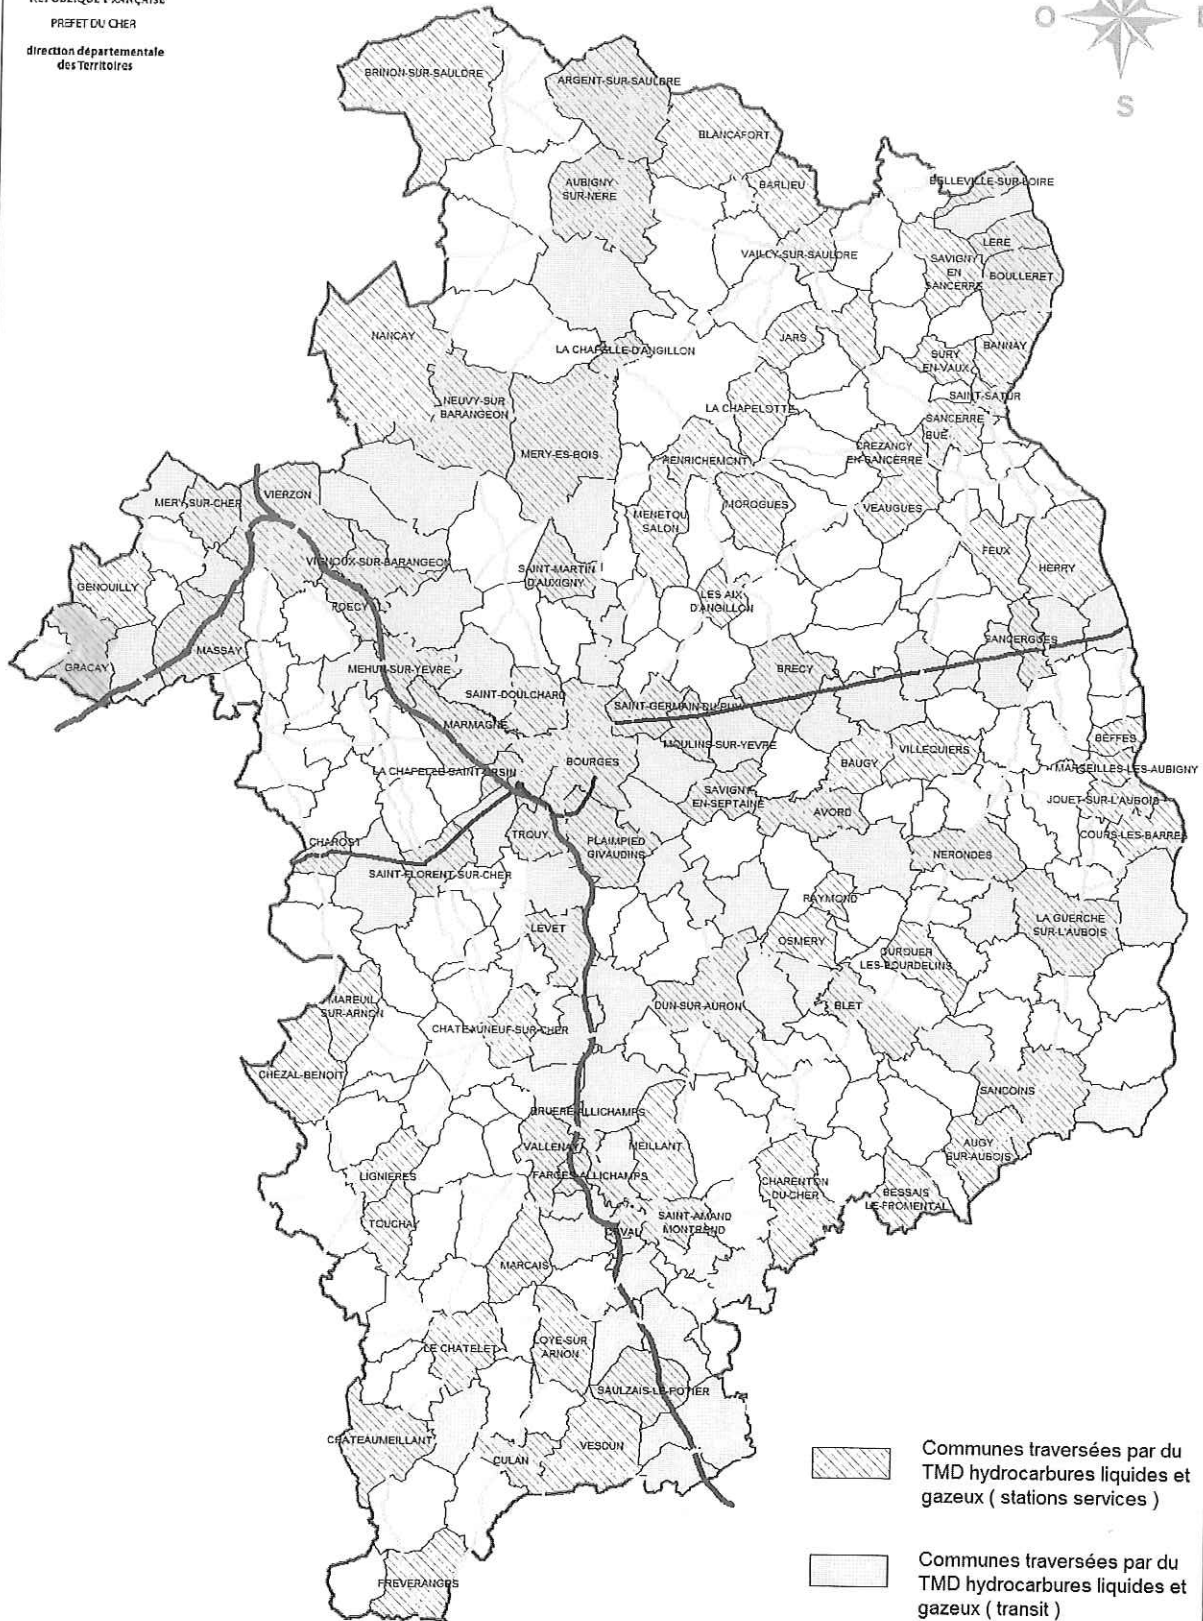 RÉPUBLIQUE FRANÇAISE
PREFET DU CHER
direction départementale
des Territoires
O
S
BRINON-SUR-SAULDRE
ARGENT-SUR-SAULDRE
BLANCAFORT
AUBIGNY
SUR-NERE
BARLIEU
BELLEVILLE-SUR-LOIRE
VAILLY-SUR-SAULDRE
LERE
SAVIGNY
EN
SANCERRE
BOULLERET
NANCAY
LA CHAPELLE-D'ANGILLON
JARS
SURY
EN-VAUX
BANNAY
NEUVY-SUR
BARANGEON
LA CHAPELOTTE
SAINT-SATUR
SANCERRE
BUE
MERY-ES-BOIS
HENRICHEMONT
CREZANCY
EN-SANCERRE
MERY-SUR-CHER
VIERZON
MENETOU
SALON
MOROGUES
VEAUGUES
FEUX
HERRY
VIGNOUX-SUR-BARANGEON
SAINT-MARTIN
D'AUXIGNY
GENOUILLY
FOECY
LES AIX
D'ANGILLON
GRACAY
MASSAY
MEHUN-SUR-YEVRE
SANCERGUES
BRECY
SAINT-DOULCHARD
SAINT-GERMAIN-DU-PUY
MARMAGNE
MOULINS-SUR-YEVRE
BOURGES
BAUGY
VILLEQUIERS
BEFFES
LA CHAPELLE-SAINT-URSIN
SAVIGNY
EN-SEPTAINE
MARSEILLES-LES-AUBIGNY
JOUET-SUR-L'AUBOIS
AVORD
COURS-LES-BARRES
CHAROST
TROUY
PLAIMPIED
GIVAUDINS
NERONDES
SAINT-FLORENT-SUR-CHER
RAYMOND
LA GUERCHE
SUR-L'AUBOIS
LEVET
OSMERY
OUROUER
LES-BOURDELINS
MAREUIL
SUR-ARNON
DUN-SUR-AURON
BLET
CHATEAUNEUF-SUR-CHER
CHEZAL-BENOIT
SANCOINS
BRUERE-ALLICHAMPS
VALLENAY
MEILLANT
AUGY
SUR-AUBOIS
LIGNIERES
FARGES-ALLICHAMPS
CHARENTON
DU-CHER
BESSAIS
LE-FROMENTAL
TOUCHAY
SAINT-AMAND
MONTROND
ORVAL
MARCAIS
LE CHATELET
LOYE-SUR
ARNON
SAULZAIS-LE-POTIER
CHATEAUMEILLANT
CULAN
VESDUN
PREVERANGES
Communes traversées par du
TMD hydrocarbures liquides et
gazeux ( stations services )
Communes traversées par du
TMD hydrocarbures liquides et
gazeux ( transit )